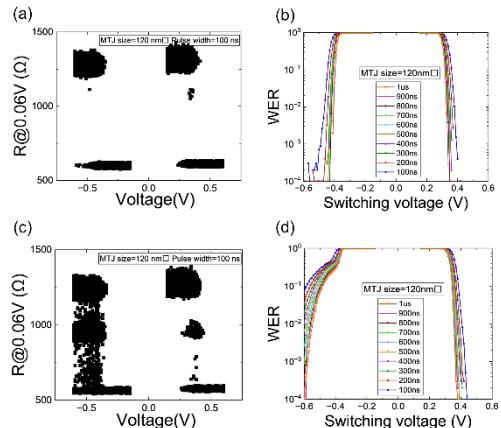 (a)
MTJ size=120 nm□ Pulse width=100 ns
R@0.06V (Ω)
1500
1000
500
-0.5
0.0
0.5
Voltage(V)
(b)
MTJ size=120nm□
1us
900ns
800ns
700ns
600ns
500ns
400ns
300ns
200ns
100ns
WER
10⁰
10⁻¹
10⁻²
10⁻³
10⁻⁴
-0.6 -0.4 -0.2 0.0 0.2 0.4 0.6
Switching voltage (V)
(c)
MTJ size=120 nm□ Pulse width=100 ns
R@0.06V (Ω)
1500
1000
500
-0.5
0.0
0.5
Voltage(V)
(d)
MTJ size=120nm□
1us
900ns
800ns
700ns
600ns
500ns
400ns
300ns
200ns
100ns
WER
10⁰
10⁻¹
10⁻²
10⁻³
10⁻⁴
-0.6 -0.4 -0.2 0.0 0.2 0.4 0.6
Switching voltage (V)